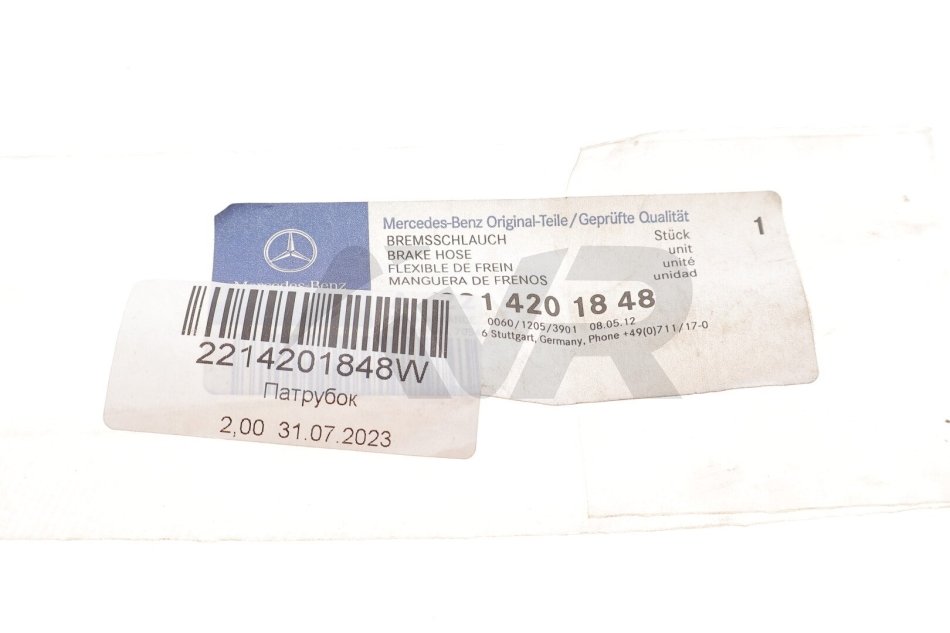 Mercedes-Benz Original-Teile/Geprüfte Qualität
BREMSSCHLAUCH Stück 1
BRAKE HOSE unit
FLEXIBLE DE FREIN unité
MANGUERA DE FRENOS unidad
Mercedes-Benz
1 420 18 48
0060/1205/3901 08.05.12
6 Stuttgart, Germany, Phone +49(0)711/17-0
2214201848W
Патрубок
2,00 31.07.2023